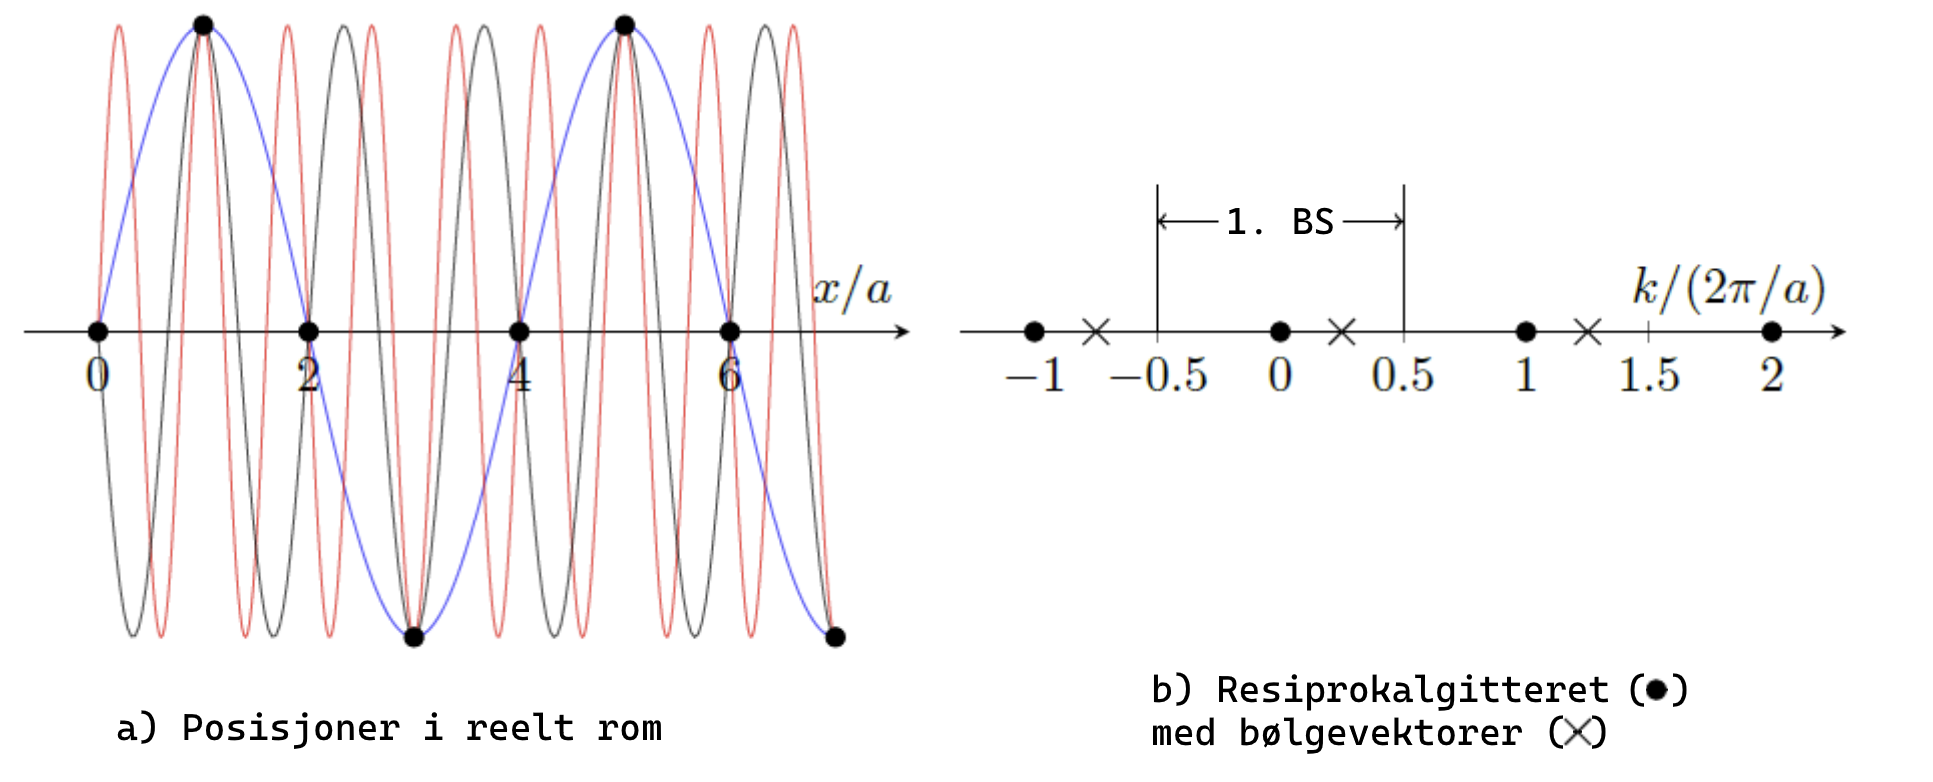 x/a
0 2 4 6
a) Posisjoner i reelt rom
1. BS
k/(2π/a)
−1 −0.5 0 0.5 1 1.5 2
b) Resiprokalgitteret (●)
med bølgevektorer (×)